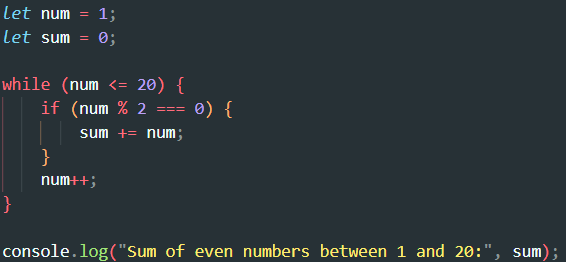 let num = 1;
let sum = 0;
while (num <= 20) {
if (num % 2 === 0) {
sum += num;
}
num++;
}
console.log("Sum of even numbers between 1 and 20:", sum);